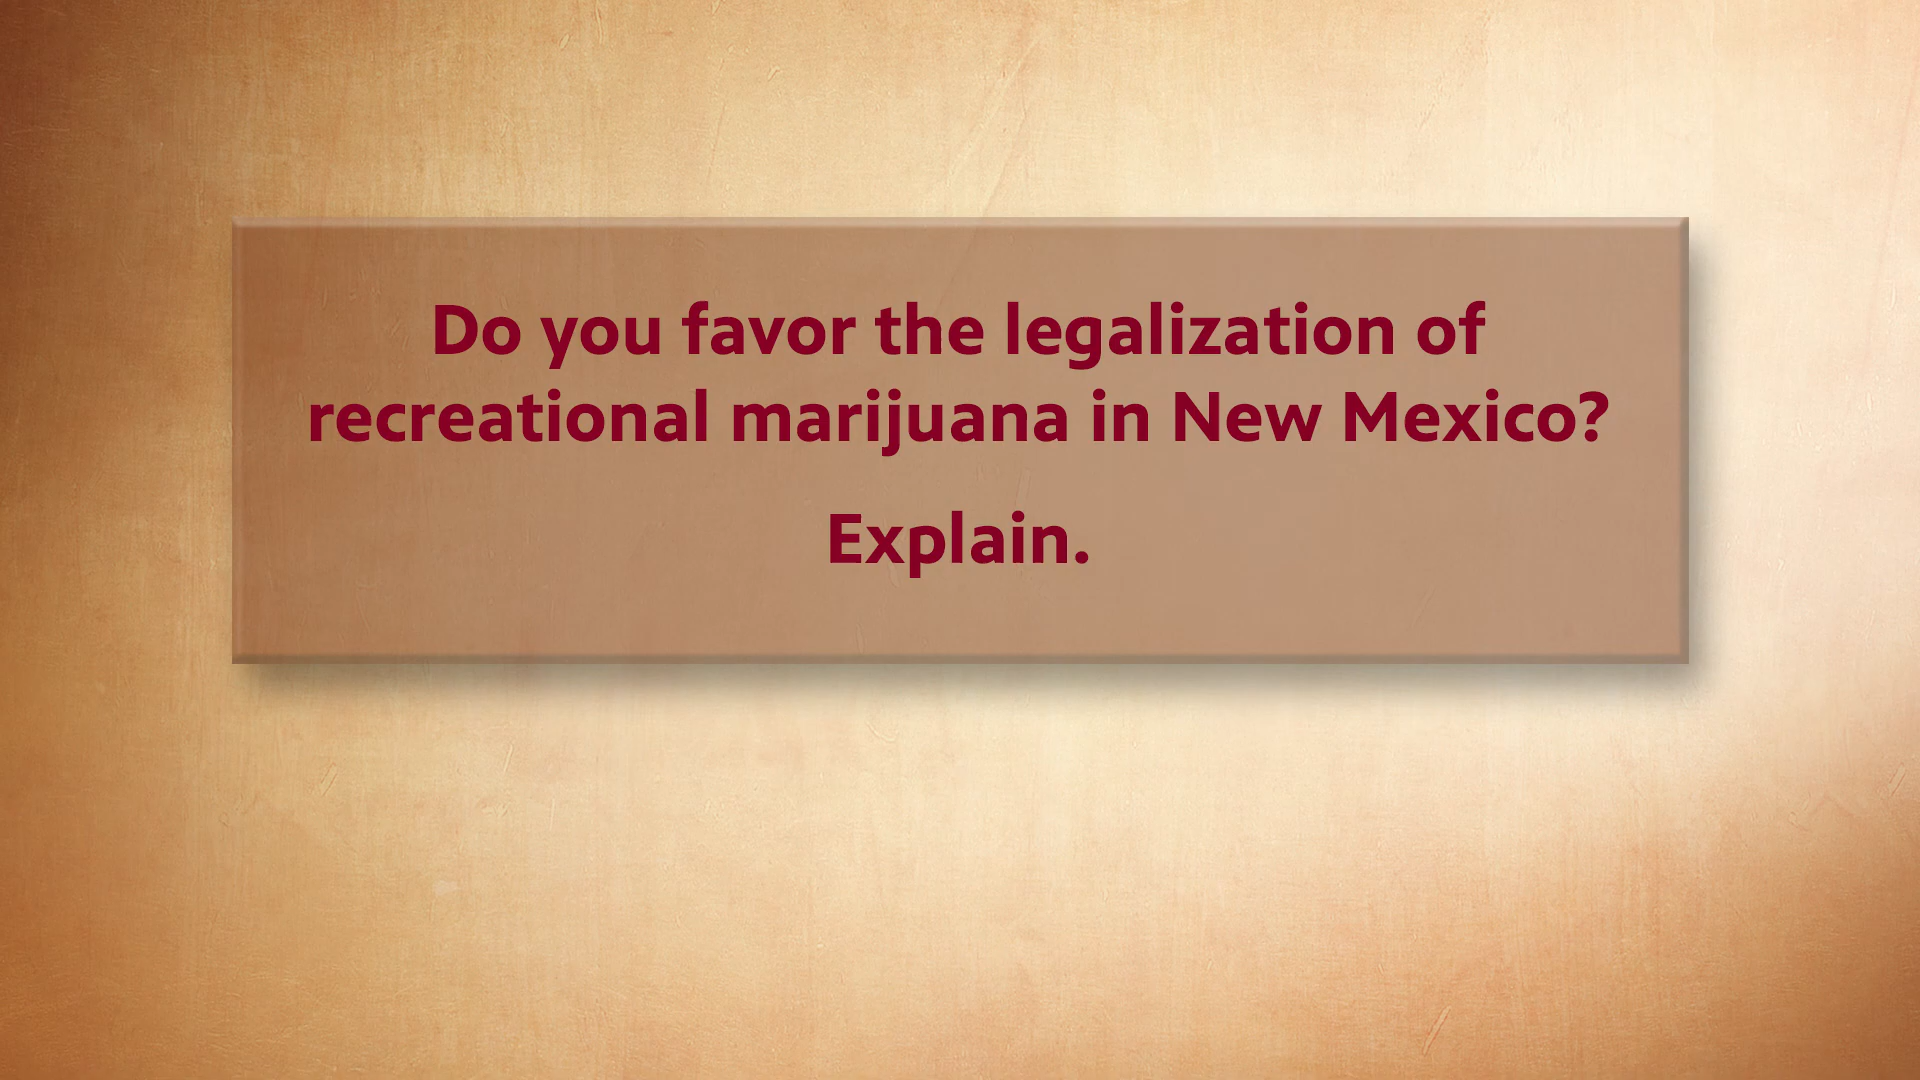 Do you favor the legalization of
recreational marijuana in New Mexico?
Explain.